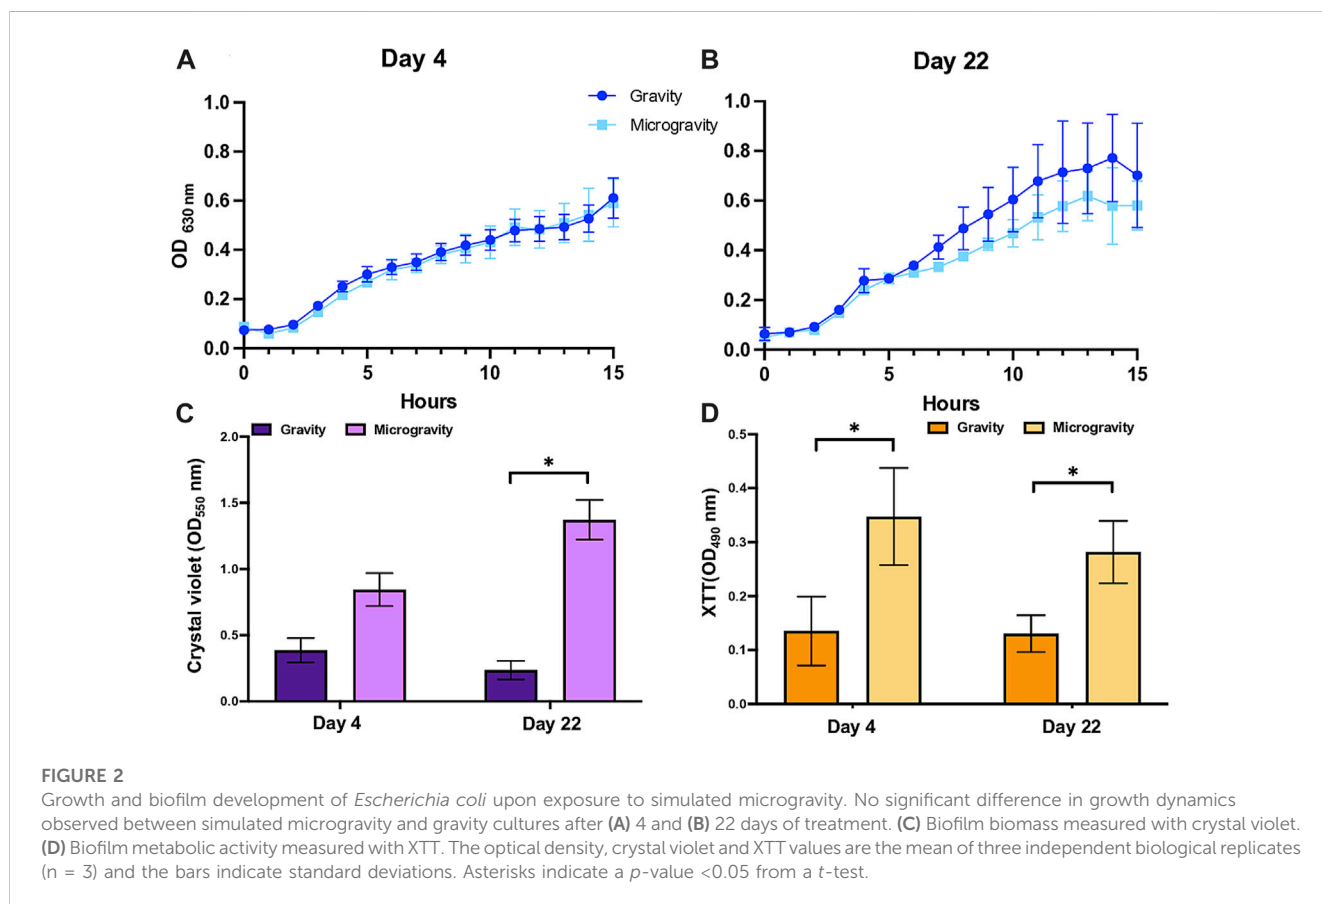 A Day 4
Gravity
Microgravity
OD 630 nm
1.0
0.8
0.6
0.4
0.2
0.0
0 5 10 15
Hours
B Day 22
1.0
0.8
0.6
0.4
0.2
0.0
0 5 10 15
Hours
C
Gravity Microgravity
Crystal violet (OD550 nm)
2.0
1.5
*
1.0
0.5
0.0
Day 4 Day 22
D
Gravity Microgravity
XTT(OD490 nm)
0.5
* *
0.4
0.3
0.2
0.1
0.0
Day 4 Day 22
FIGURE 2
Growth and biofilm development of Escherichia coli upon exposure to simulated microgravity. No significant difference in growth dynamics
observed between simulated microgravity and gravity cultures after (A) 4 and (B) 22 days of treatment. (C) Biofilm biomass measured with crystal violet.
(D) Biofilm metabolic activity measured with XTT. The optical density, crystal violet and XTT values are the mean of three independent biological replicates
(n = 3) and the bars indicate standard deviations. Asterisks indicate a p-value <0.05 from a t-test.